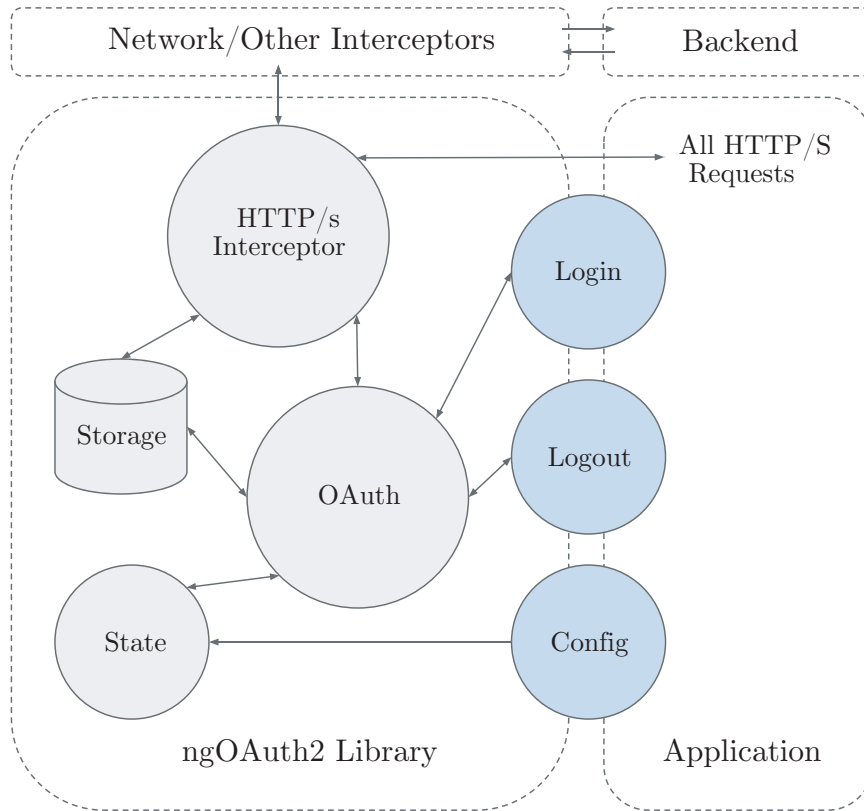 Network/Other Interceptors
Backend
All HTTP/S
Requests
HTTP/s
Interceptor
Login
Storage
Logout
OAuth
State
Config
ngOAuth2 Library
Application